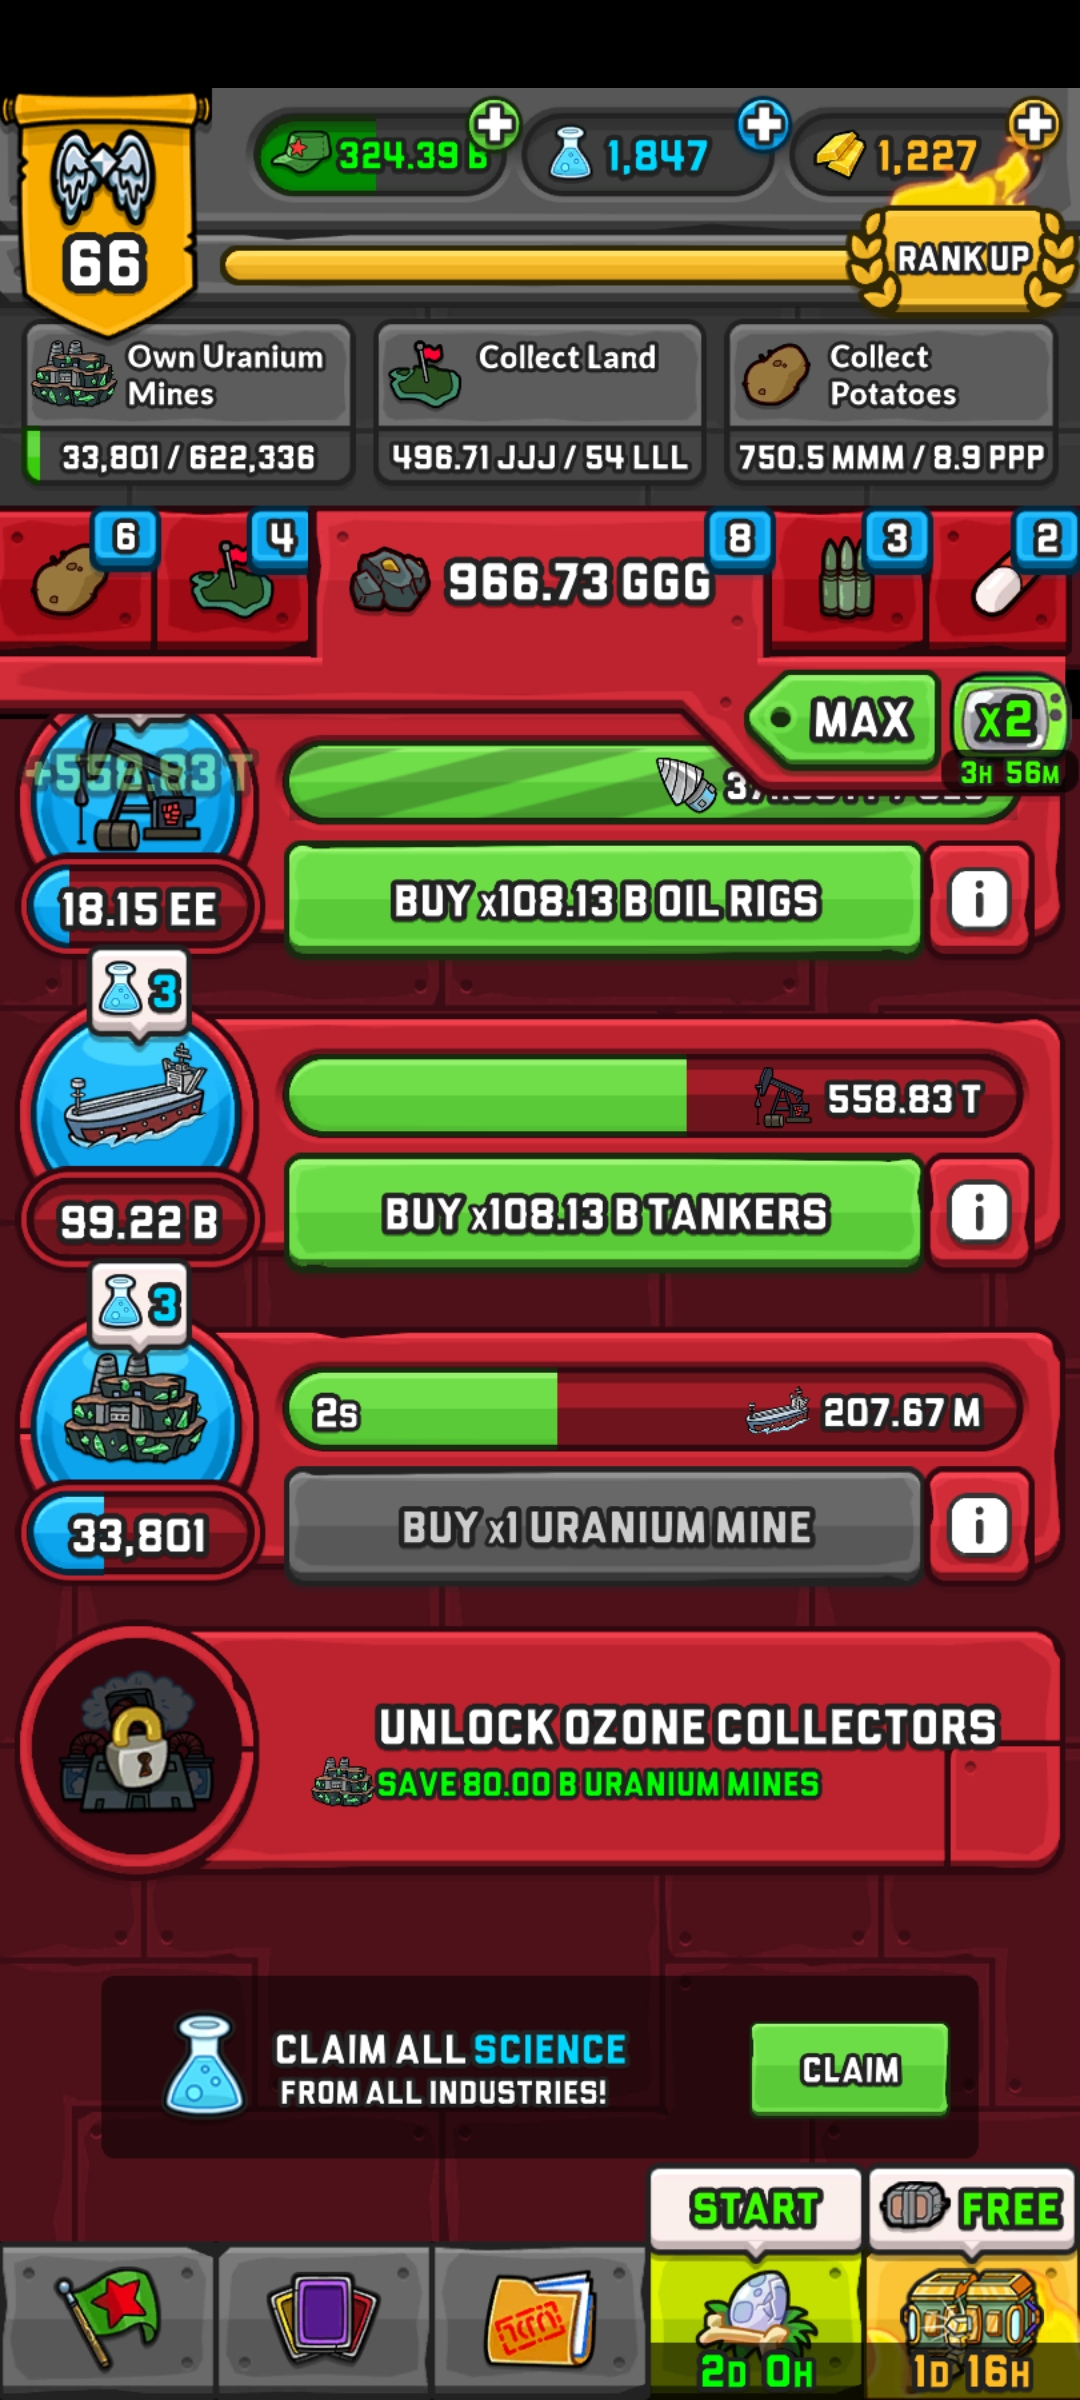 324.39 B
1,847
1,227
66
RANK UP
Own Uranium
Mines
33,801 / 622,336
Collect Land
496.71 JJJ / 54 LLL
Collect
Potatoes
750.5 MMM / 8.9 PPP
6
4
966.73 GGG
8
3
2
MAX
x2
3H 56M
+558.83 T
18.15 EE
BUY x108.13 B OIL RIGS
i
3
558.83 T
99.22 B
BUY x108.13 B TANKERS
i
3
2s
207.67 M
33,801
BUY x1 URANIUM MINE
i
UNLOCK OZONE COLLECTORS
SAVE 80.00 B URANIUM MINES
CLAIM ALL SCIENCE
FROM ALL INDUSTRIES!
CLAIM
START
FREE
2D 0H
1D 16H